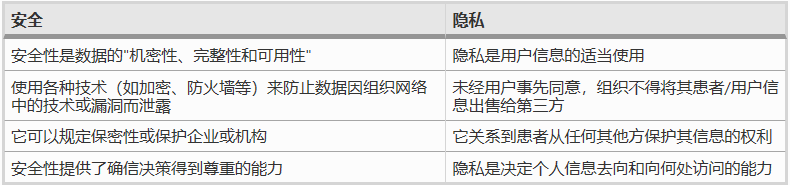 安全
隐私
安全性是数据的"机密性、完整性和可用性"
隐私是用户信息的适当使用
使用各种技术（如加密、防火墙等）来防止数据因组织网络
中的技术或漏洞而泄露
未经用户事先同意，组织不得将其患者/用户信
息出售给第三方
它可以规定保密性或保护企业或机构
它关系到患者从任何其他方保护其信息的权利
安全性提供了确信决策得到尊重的能力
隐私是决定个人信息去向和向何处访问的能力